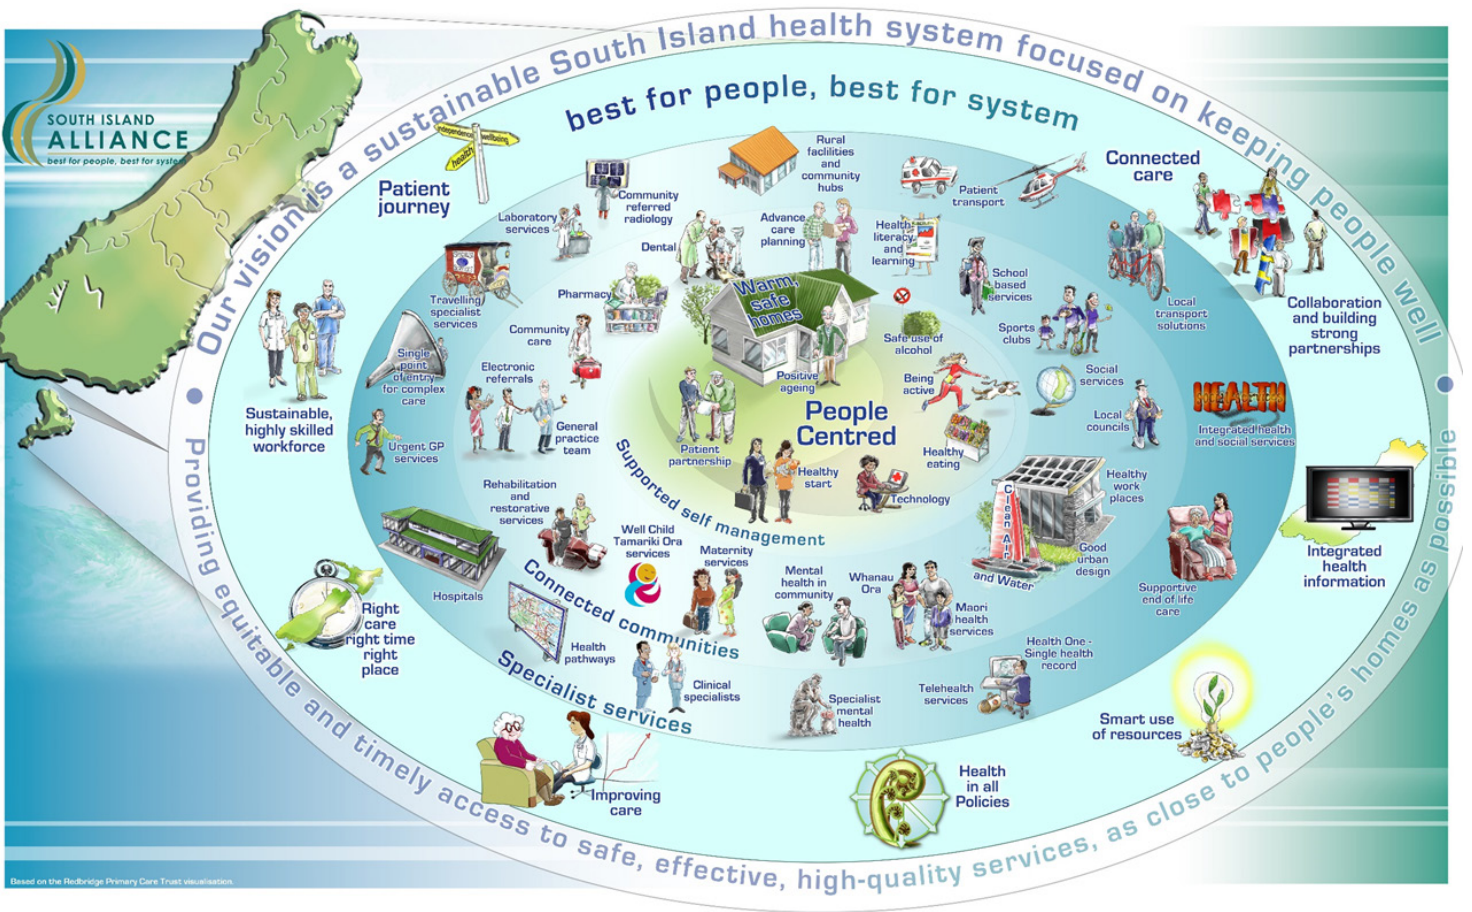 SOUTH ISLAND
ALLIANCE
best for people, best for system
Our vision is a sustainable South Island health system focused on keeping people well
best for people, best for system
independence
wellbeing
health
Patient
journey
Connected
care
Rural
facilities
and
community
hubs
Patient
transport
Community
referred
radiology
Laboratory
services
Dental
Advance
care
planning
Health
literacy
and
learning
School
based
services
Local
transport
solutions
Collaboration
and building
strong
partnerships
Travelling
specialist
services
Pharmacy
Warm,
safe
homes
Safe use of
alcohol
Sports
clubs
Community
care
Single
point
of entry
for complex
care
Electronic
referrals
Positive
ageing
Being
active
Social
services
Local
councils
HEALTH
Integrated health
and social services
Sustainable,
highly skilled
workforce
Urgent GP
services
General
practice
team
People
Centred
Patient
partnership
Healthy
start
Healthy
eating
Technology
Supported self management
Healthy
work
places
Clean Air
and Water
Good
urban
design
Rehabilitation
and
restorative
services
Well Child
Tamariki Ora
services
Maternity
services
Mental
health in
community
Whanau
Ora
Maori
health
services
Supportive
end of life
care
Integrated
health
information
Hospitals
Connected communities
Right
care
right time
right
place
Health
pathways
Specialist services
Clinical
specialists
Specialist
mental
health
Telehealth
services
Health One -
Single health
record
Smart use
of resources
Improving
care
Health
in all
Policies
Providing equitable and timely access to safe, effective, high-quality services, as close to people's homes as possible
Based on the Redbridge Primary Care Trust visualisation.